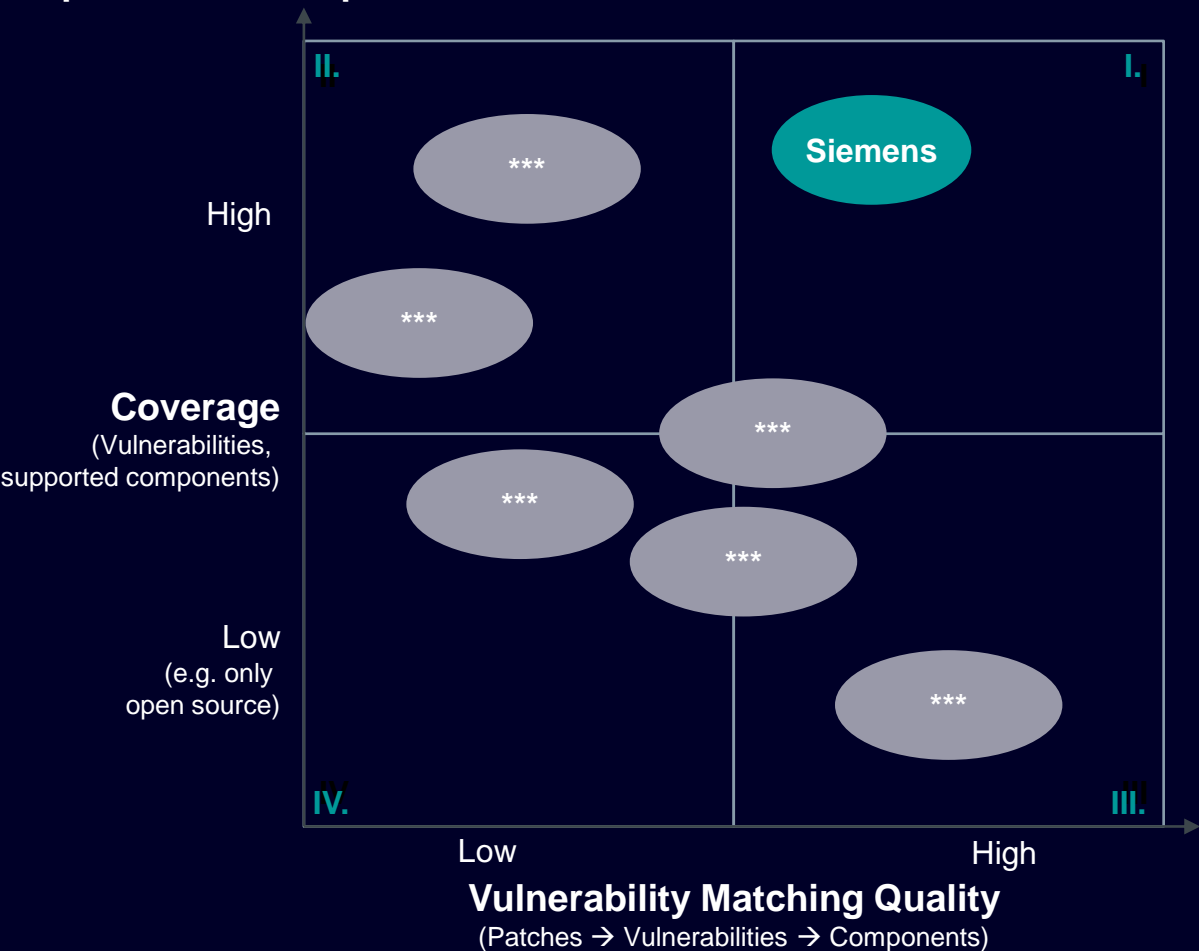 II.
I.
***
Siemens
High
***
Coverage
(Vulnerabilities,
supported components)
***
***
***
Low
(e.g. only
open source)
***
IV.
III.
Low
High
Vulnerability Matching Quality
(Patches → Vulnerabilities → Components)